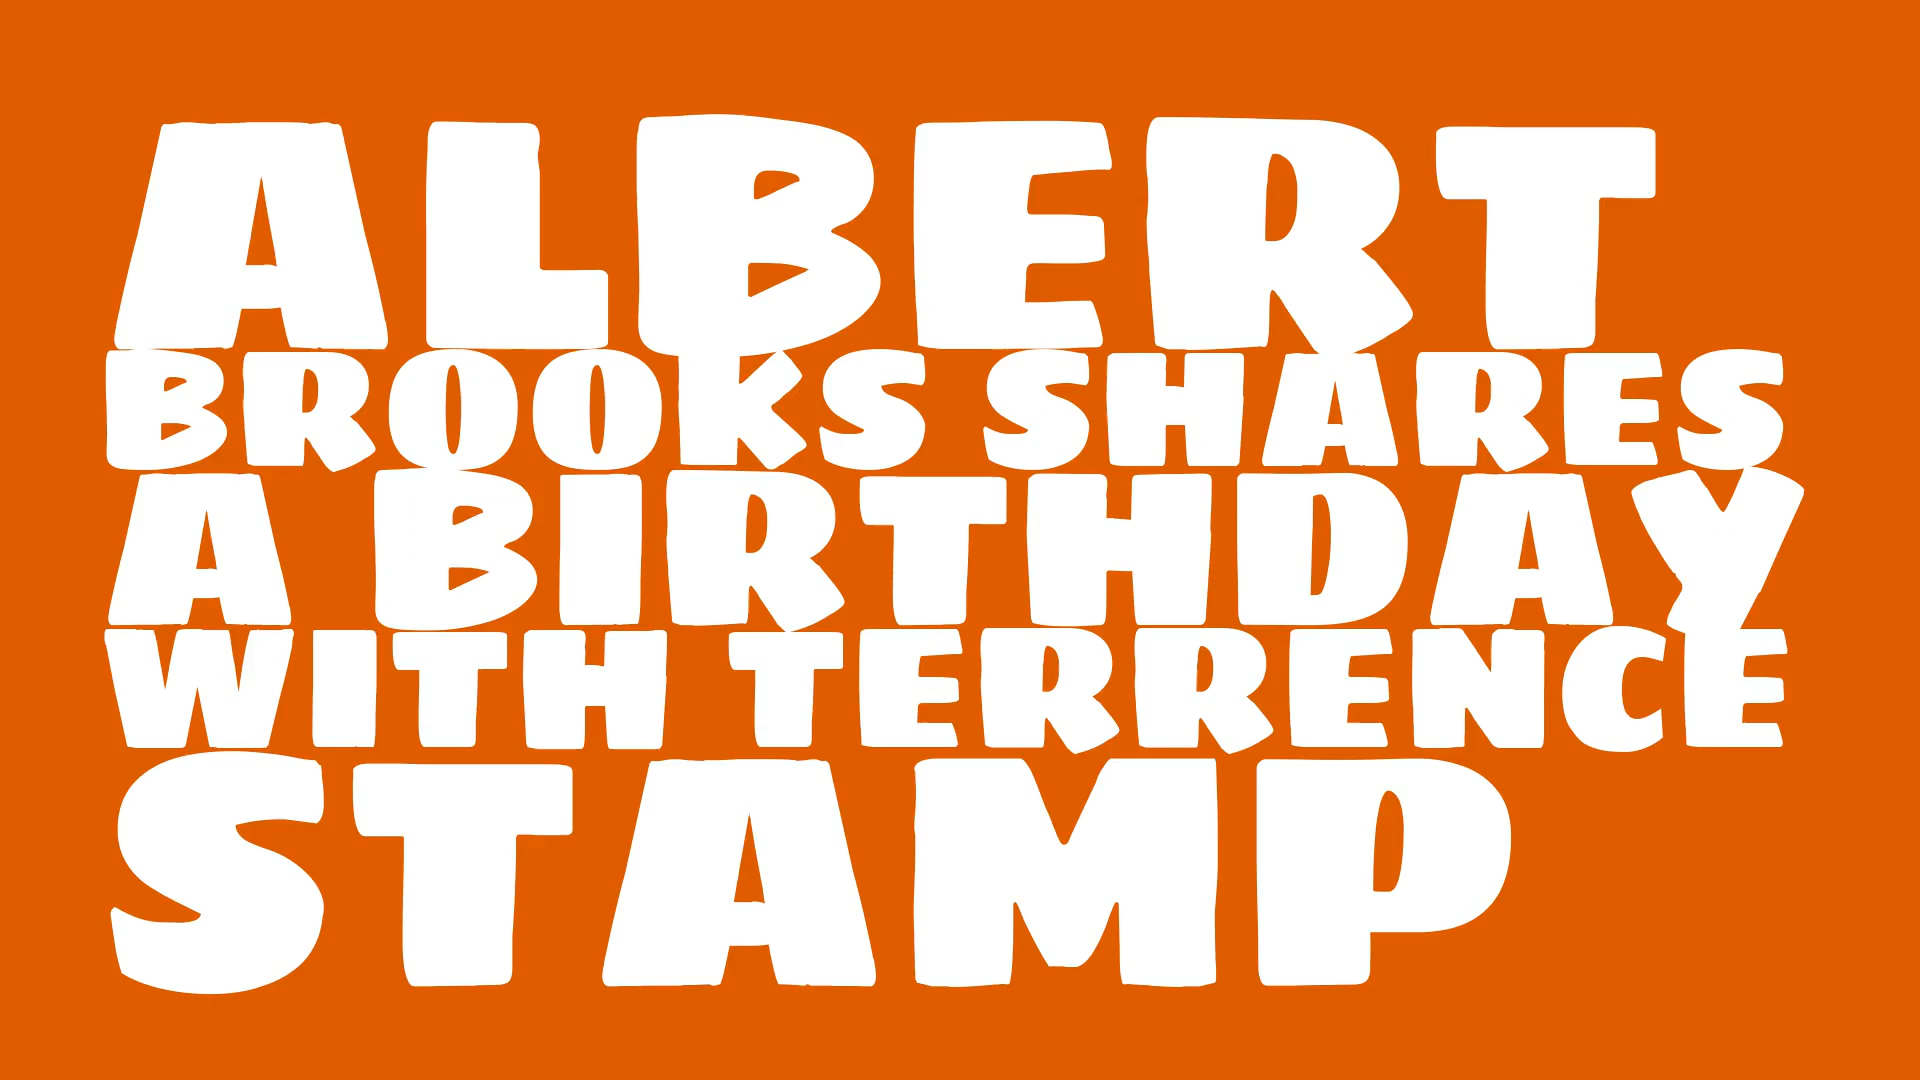 ALBERT
BROOKS SHARES
A BIRTHDAY
WITH TERRENCE
STAMP